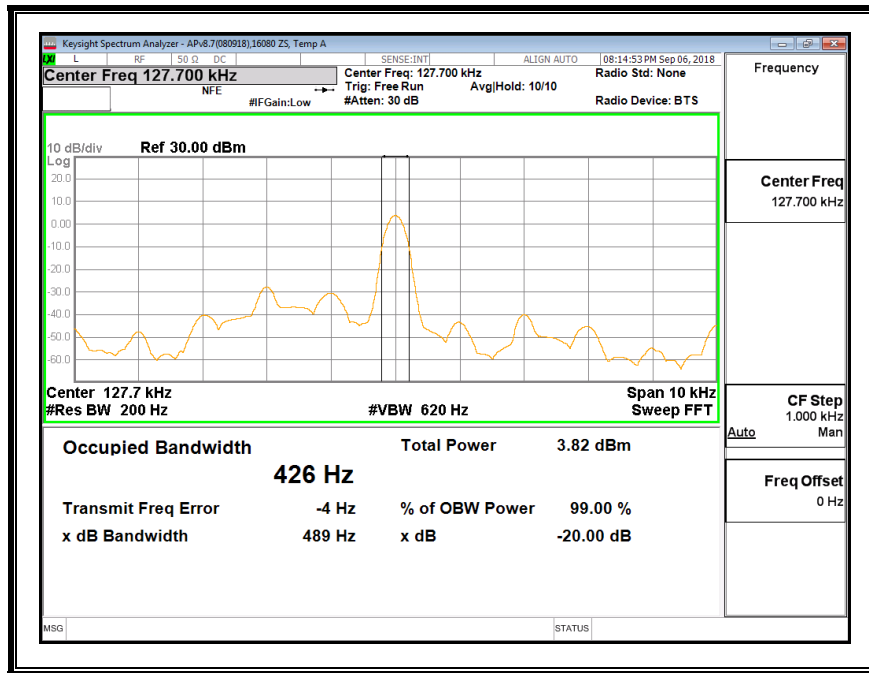 Keysight Spectrum Analyzer - APv8.7(080918),16080 ZS, Temp A
LXI L RF 50 Ω DC SENSE:INT ALIGN AUTO 08:14:53 PM Sep 06, 2018
Center Freq 127.700 kHz
NFE
#IFGain:Low
Center Freq: 127.700 kHz
Trig: Free Run Avg|Hold: 10/10
#Atten: 30 dB
Radio Std: None
Radio Device: BTS
10 dB/div Ref 30.00 dBm
Log
20.0
10.0
0.00
-10.0
-20.0
-30.0
-40.0
-50.0
-60.0
Center 127.7 kHz Span 10 kHz
#Res BW 200 Hz #VBW 620 Hz Sweep FFT
Occupied Bandwidth Total Power 3.82 dBm
426 Hz
Transmit Freq Error -4 Hz % of OBW Power 99.00 %
x dB Bandwidth 489 Hz x dB -20.00 dB
Frequency
Center Freq
127.700 kHz
CF Step
1.000 kHz
Auto Man
Freq Offset
0 Hz
MSG STATUS